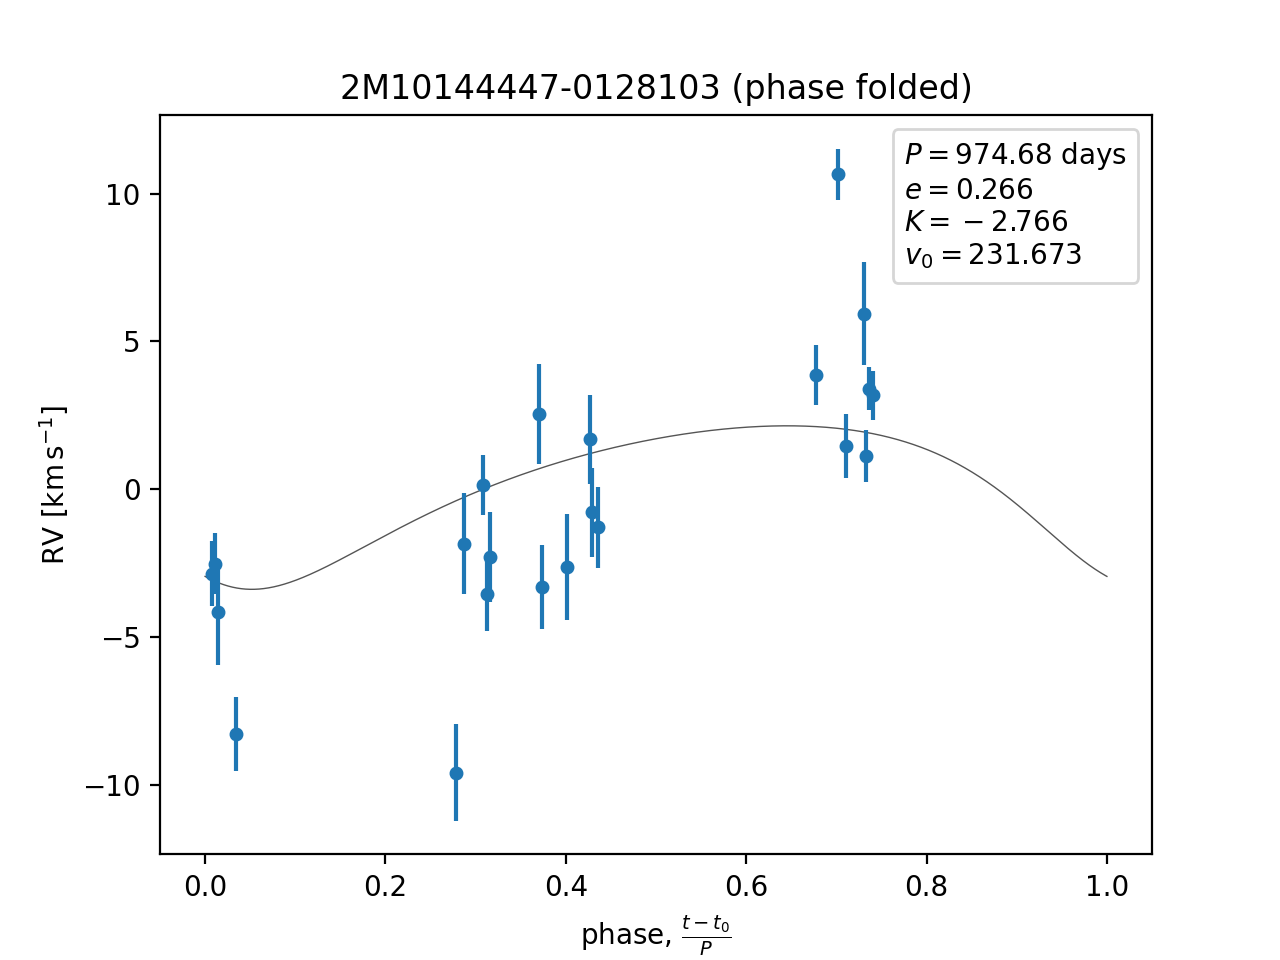 2M10144447-0128103 (phase folded)
P = 974.68 days
e = 0.266
K = − 2.766
v₀ = 231.673
10
5
0
−5
−10
RV [km s⁻¹]
0.0 0.2 0.4 0.6 0.8 1.0
phase, (t − t₀)/P